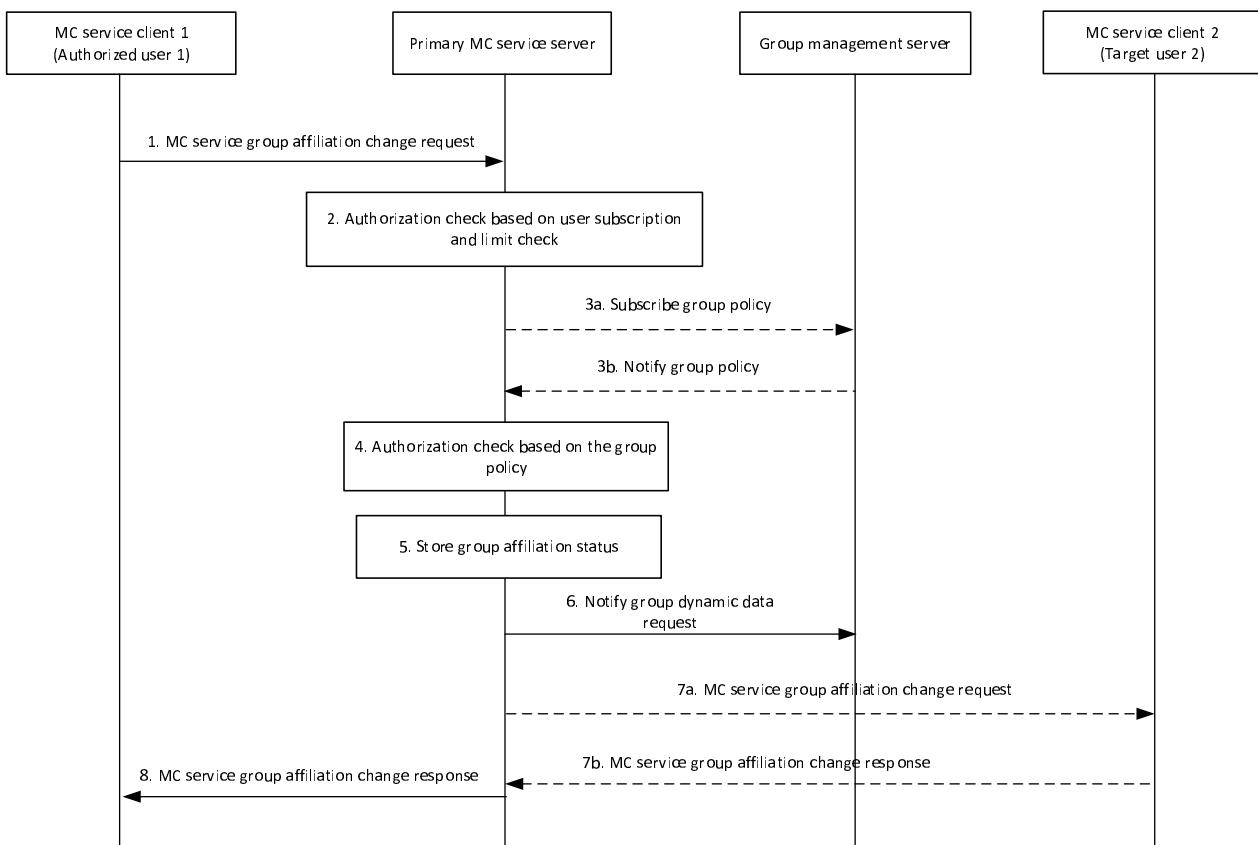 MC service client 1
(Authorized user 1)
Primary MC service server
Group management server
MC service client 2
(Target user 2)
1. MC service group affiliation change request
2. Authorization check based on user subscription
and limit check
3a. Subscribe group policy
3b. Notify group policy
4. Authorization check based on the group
policy
5. Store group affiliation status
6. Notify group dynamic data
request
7a. MC service group affiliation change request
7b. MC service group affiliation change response
8. MC service group affiliation change response